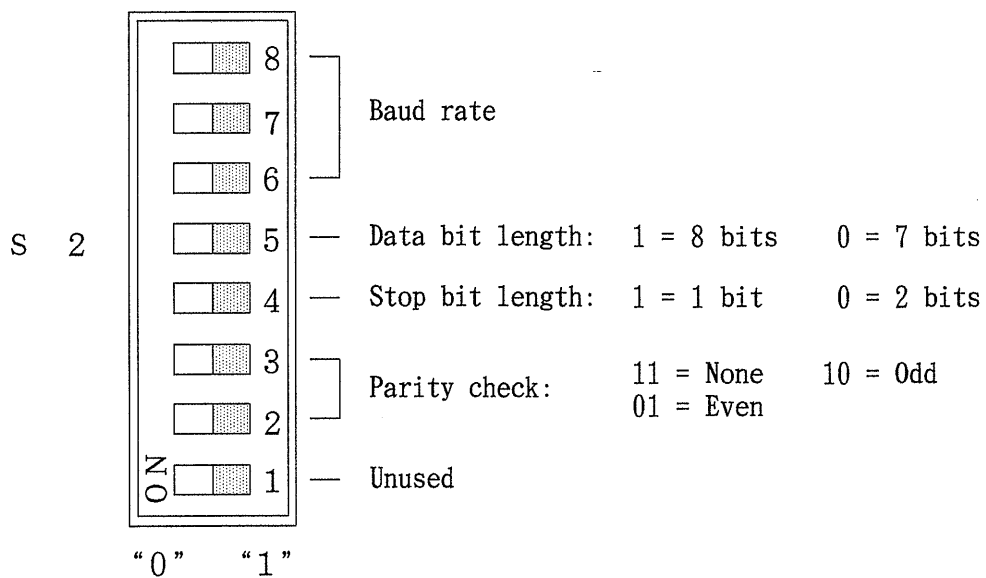 8
7
Baud rate
6
S 2
5 Data bit length: 1 = 8 bits 0 = 7 bits
4 Stop bit length: 1 = 1 bit 0 = 2 bits
3
Parity check: 11 = None 10 = Odd
01 = Even
2
ON
1 Unused
“0” “1”